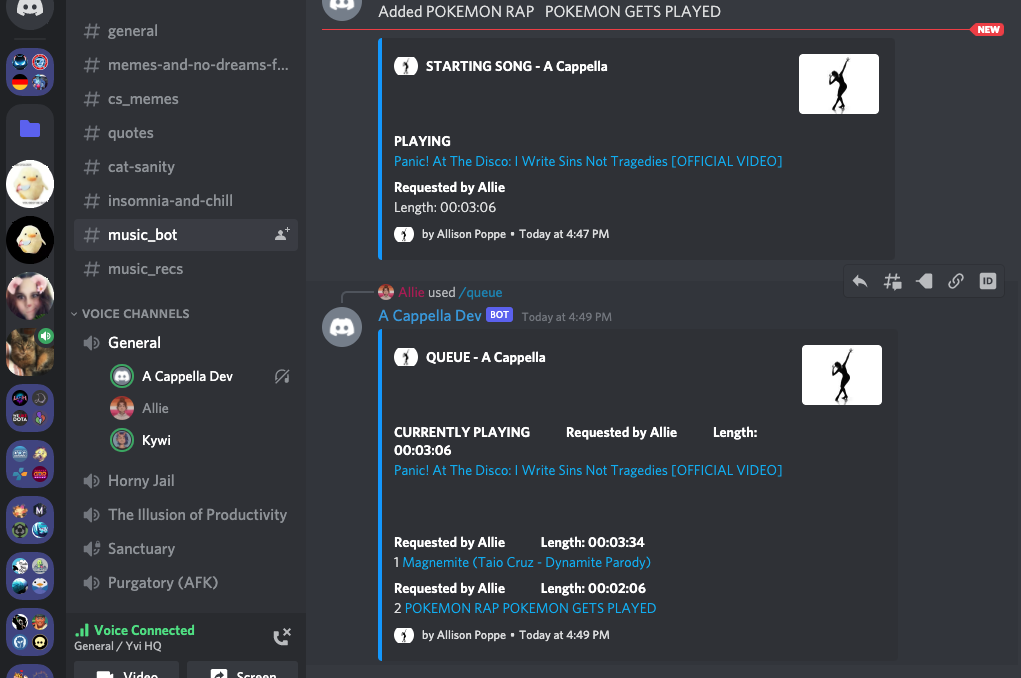 # general
# memes-and-no-dreams-f...
# cs_memes
# quotes
# cat-sanity
# insomnia-and-chill
# music_bot
# music_recs
VOICE CHANNELS
General
A Cappella Dev
Allie
Kywi
Horny Jail
The Illusion of Productivity
Sanctuary
Purgatory (AFK)
Voice Connected
General / Yvi HQ
Video
Screen
Added POKEMON RAP POKEMON GETS PLAYED
NEW
STARTING SONG - A Cappella
PLAYING
Panic! At The Disco: I Write Sins Not Tragedies [OFFICIAL VIDEO]
Requested by Allie
Length: 00:03:06
by Allison Poppe • Today at 4:47 PM
ID
Allie used /queue
A Cappella Dev BOT Today at 4:49 PM
QUEUE - A Cappella
CURRENTLY PLAYING Requested by Allie Length:
00:03:06
Panic! At The Disco: I Write Sins Not Tragedies [OFFICIAL VIDEO]
Requested by Allie Length: 00:03:34
1 Magnemite (Taio Cruz - Dynamite Parody)
Requested by Allie Length: 00:02:06
2 POKEMON RAP POKEMON GETS PLAYED
by Allison Poppe • Today at 4:49 PM